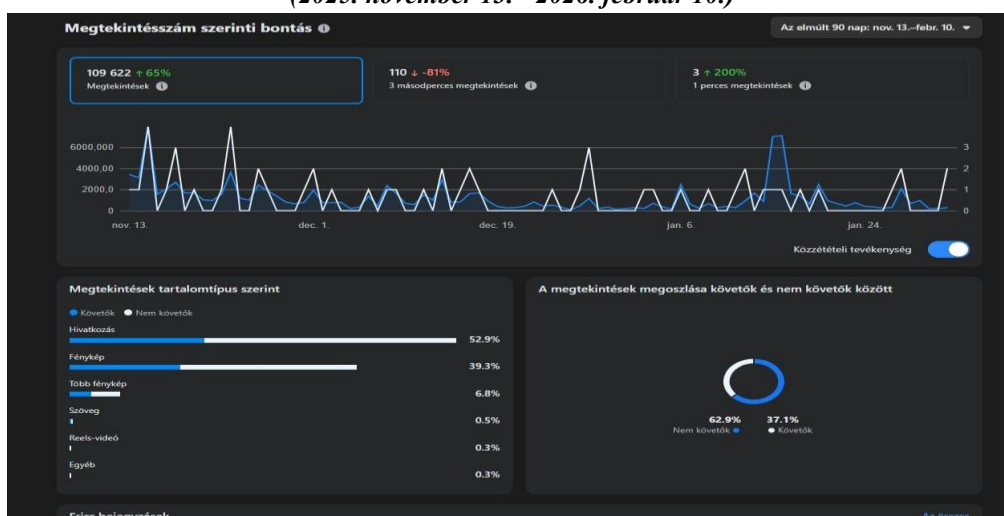 Megtekintésszám szerinti bontás
Az elmúlt 90 nap: nov. 13.–febr. 10.
109 622 ↑ 65%
Megtekintések
110 ↓ -81%
3 másodperces megtekintések
3 ↑ 200%
1 perces megtekintések
6000,000
4000,00
2000,0
0
3
2
1
0
nov. 13.
dec. 1.
dec. 19.
jan. 6.
jan. 24.
Közzétételi tevékenység
Megtekintések tartalomtípus szerint
Követők Nem követők
Hivatkozás
52.9%
Fénykép
39.3%
Több fénykép
6.8%
Szöveg
0.5%
Reels-videó
0.3%
Egyéb
0.3%
A megtekintések megoszlása követők és nem követők között
62.9% 37.1%
Nem követők Követők